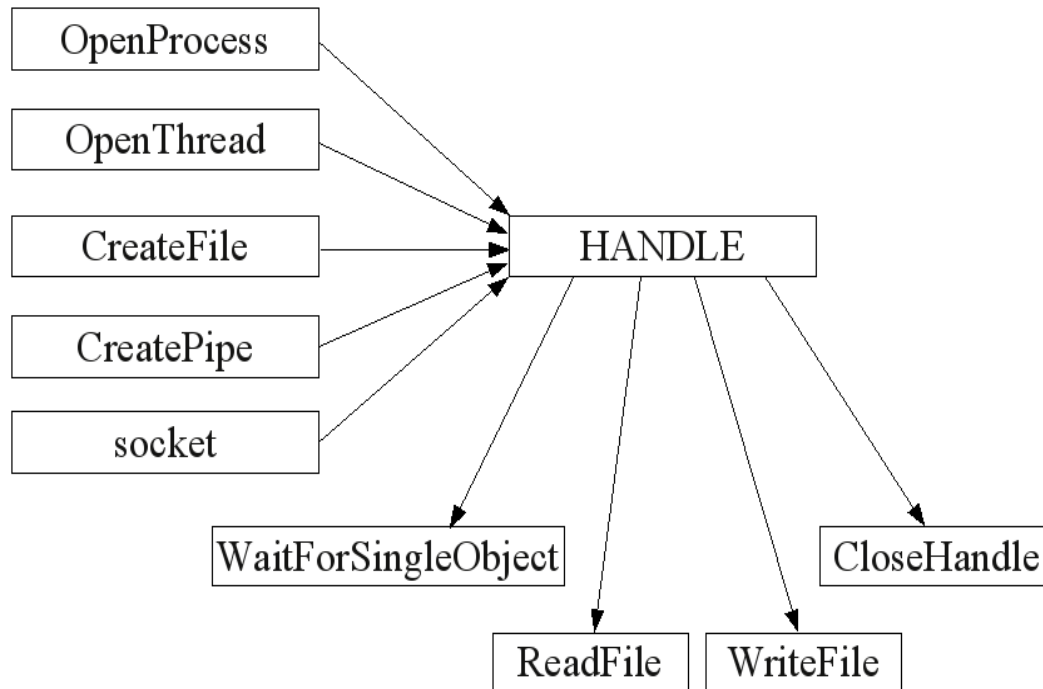 OpenProcess
OpenThread
CreateFile
HANDLE
CreatePipe
socket
WaitForSingleObject
CloseHandle
ReadFile
WriteFile